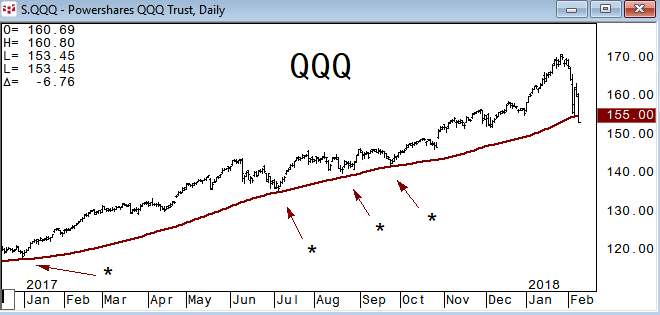 S.QQQ - Powershares QQQ Trust, Daily
O= 160.69
H= 160.80
L= 153.45
L= 153.45
Δ= -6.76
QQQ
170.00
160.00
155.00
150.00
140.00
130.00
120.00
* * * *
2017 2018
Jan Feb Mar Apr May Jun Jul Aug Sep Oct Nov Dec Jan Feb